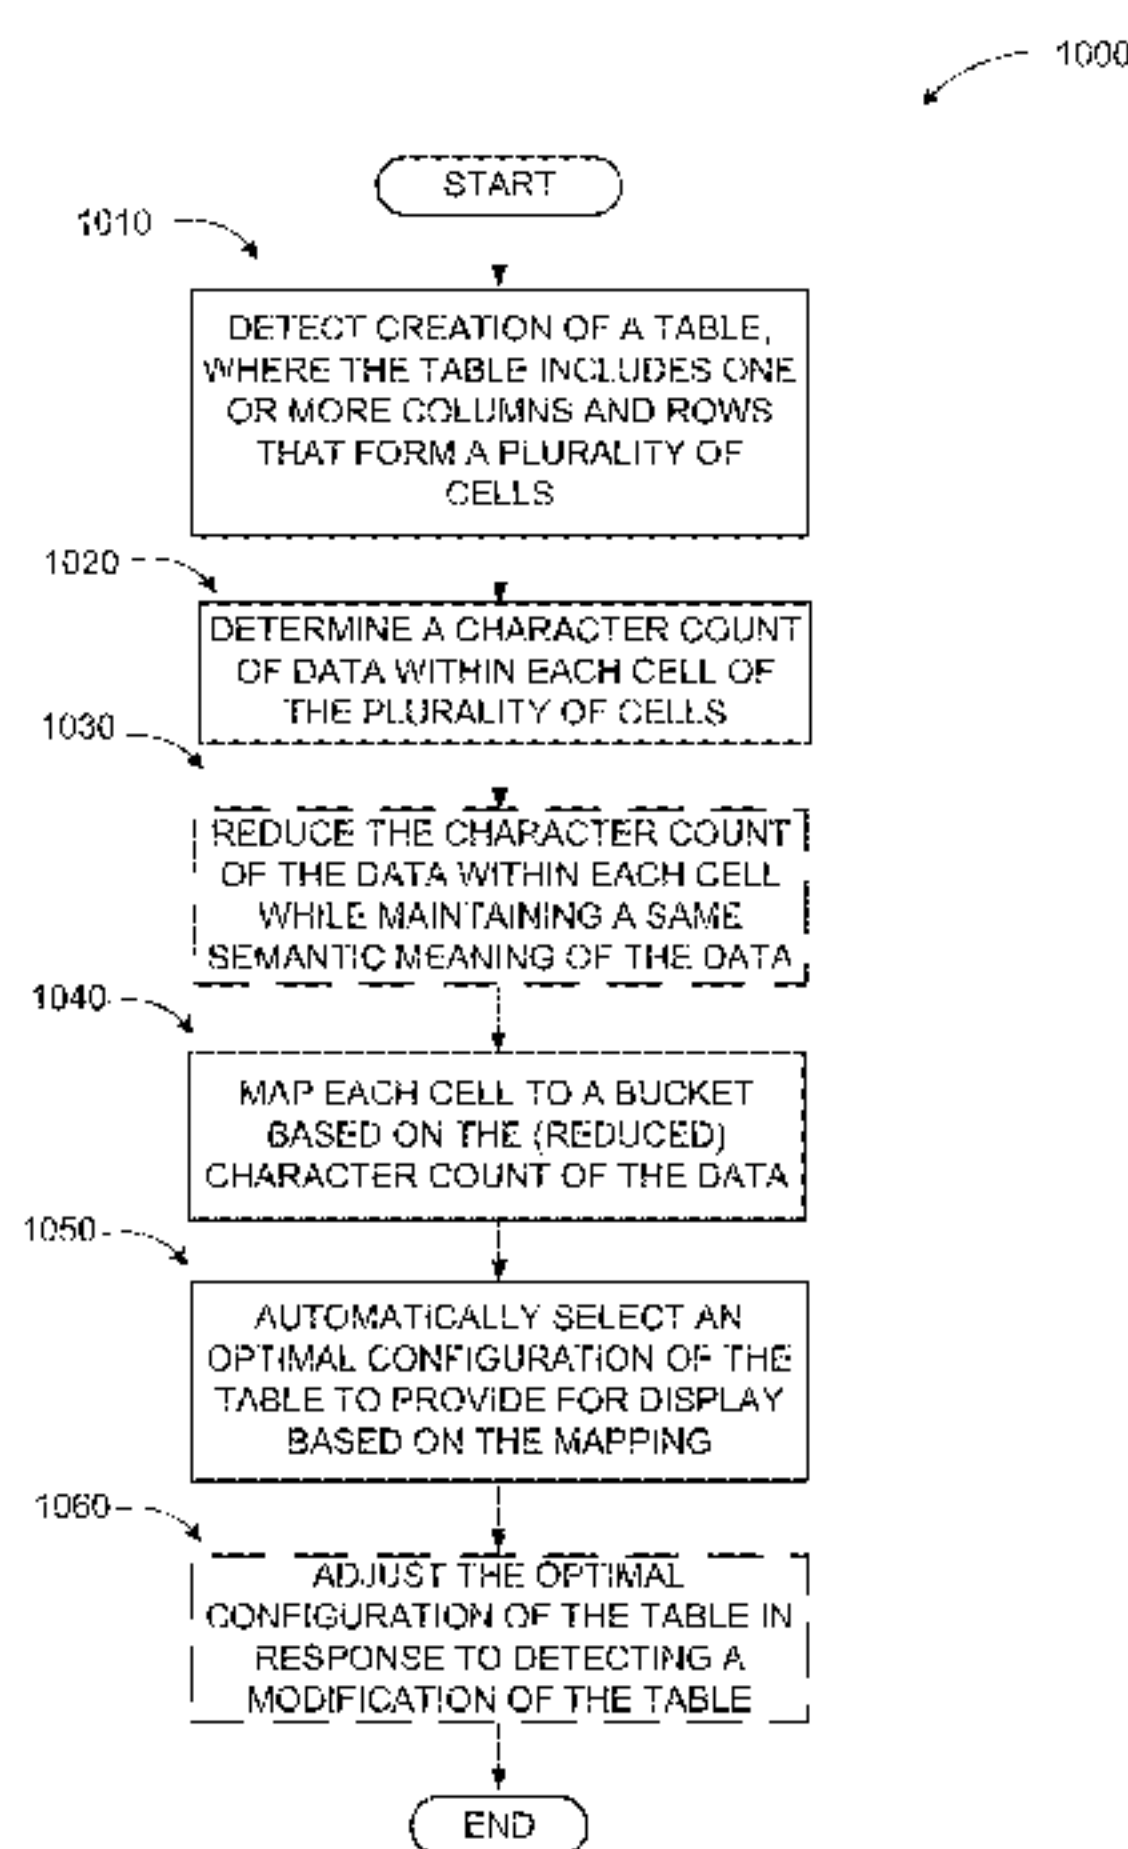 1000
START
1010
DETECT CREATION OF A TABLE,
WHERE THE TABLE INCLUDES ONE
OR MORE COLUMNS AND ROWS
THAT FORM A PLURALITY OF
CELLS
1020
DETERMINE A CHARACTER COUNT
OF DATA WITHIN EACH CELL OF
THE PLURALITY OF CELLS
1030
REDUCE THE CHARACTER COUNT
OF THE DATA WITHIN EACH CELL
WHILE MAINTAINING A SAME
SEMANTIC MEANING OF THE DATA
1040
MAP EACH CELL TO A BUCKET
BASED ON THE (REDUCED)
CHARACTER COUNT OF THE DATA
1050
AUTOMATICALLY SELECT AN
OPTIMAL CONFIGURATION OF THE
TABLE TO PROVIDE FOR DISPLAY
BASED ON THE MAPPING
1060
ADJUST THE OPTIMAL
CONFIGURATION OF THE TABLE IN
RESPONSE TO DETECTING A
MODIFICATION OF THE TABLE
END